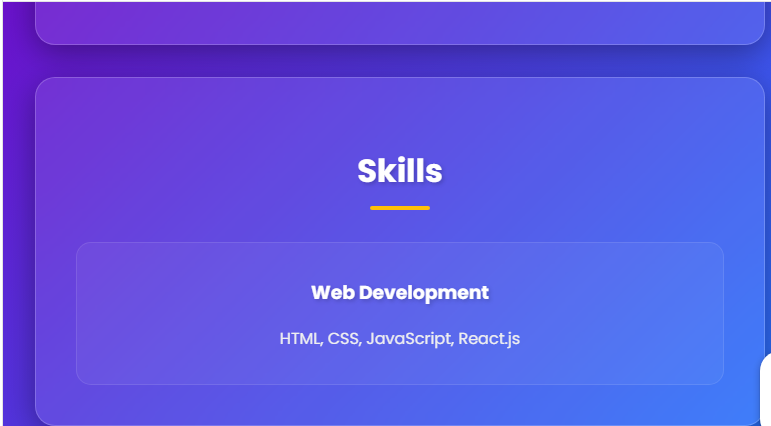 Skills
Web Development
HTML, CSS, JavaScript, React.js